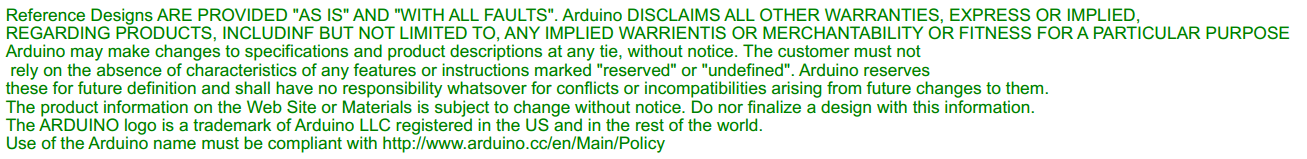 Reference Designs ARE PROVIDED "AS IS" AND "WITH ALL FAULTS". Arduino DISCLAIMS ALL OTHER WARRANTIES, EXPRESS OR IMPLIED,
REGARDING PRODUCTS, INCLUDINF BUT NOT LIMITED TO, ANY IMPLIED WARRIENTIS OR MERCHANTABILITY OR FITNESS FOR A PARTICULAR PURPOSE
Arduino may make changes to specifications and product descriptions at any tie, without notice. The customer must not
rely on the absence of characteristics of any features or instructions marked "reserved" or "undefined". Arduino reserves
these for future definition and shall have no responsibility whatsover for conflicts or incompatibilities arising from future changes to them.
The product information on the Web Site or Materials is subject to change without notice. Do nor finalize a design with this information.
The ARDUINO logo is a trademark of Arduino LLC registered in the US and in the rest of the world.
Use of the Arduino name must be compliant with http://www.arduino.cc/en/Main/Policy